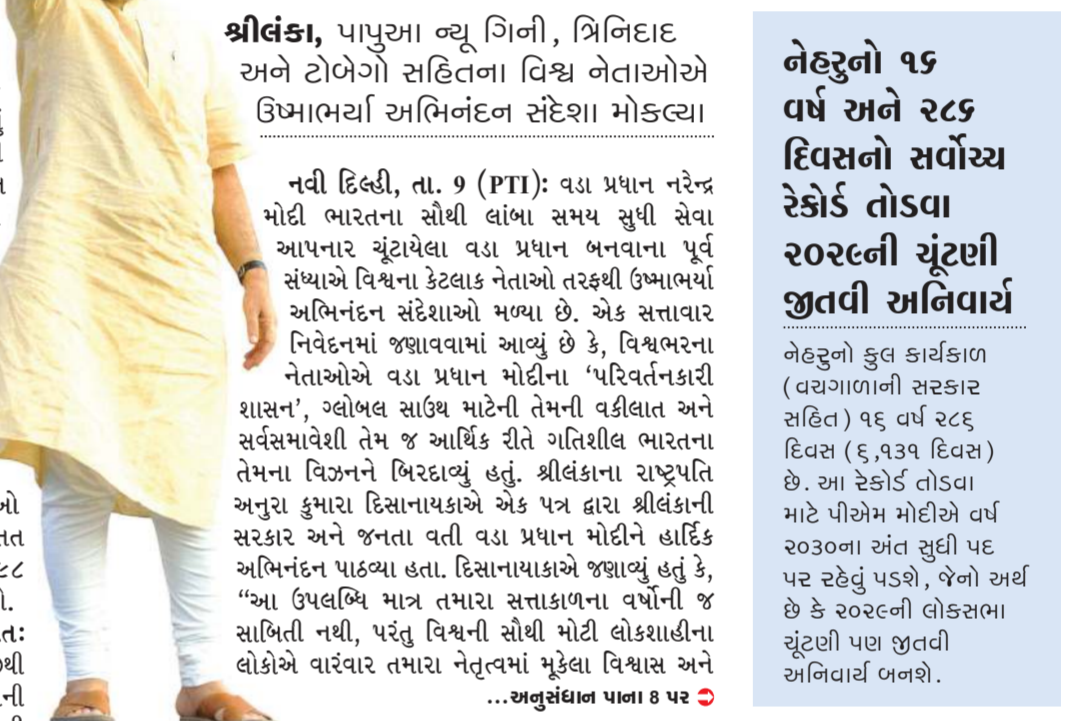 શ્રીલંકા, પાપુઆ ન્યૂ ગિની, ત્રિનિદાદ
અને ટોબેગો સહિતના વિશ્વ નેતાઓએ
ઉષ્માભર્યા અભિનંદન સંદેશા મોકલ્યા
નવી દિલ્હી, તા. 9 (PTI): વડા પ્રધાન નરેન્દ્ર
મોદી ભારતના સૌથી લાંબા સમય સુધી સેવા
આપનાર ચૂંટાયેલા વડા પ્રધાન બનવાના પૂર્વ
સંધ્યાએ વિશ્વના કેટલાક નેતાઓ તરફથી ઉષ્માભર્યા
અભિનંદન સંદેશાઓ મળ્યા છે. એક સત્તાવાર
નિવેદનમાં જણાવવામાં આવ્યું છે કે, વિશ્વભરના
નેતાઓએ વડા પ્રધાન મોદીના ‘પરિવર્તનકારી
શાસન’, ગ્લોબલ સાઉથ માટેની તેમની વકીલાત અને
સર્વસમાવેશી તેમ જ આર્થિક રીતે ગતિશીલ ભારતના
તેમના વિઝનને બિરદાવ્યું હતું. શ્રીલંકાના રાષ્ટ્રપતિ
અનુરા કુમારા દિસાનાયકાએ એક પત્ર દ્વારા શ્રીલંકાની
સરકાર અને જનતા વતી વડા પ્રધાન મોદીને હાર્દિક
અભિનંદન પાઠવ્યા હતા. દિસાનાયાકાએ જણાવ્યું હતું કે,
“આ ઉપલબ્ધિ માત્ર તમારા સત્તાકાળના વર્ષોની જ
સાબિતી નથી, પરંતુ વિશ્વની સૌથી મોટી લોકશાહીના
લોકોએ વારંવાર તમારા નેતૃત્વમાં મૂકેલા વિશ્વાસ અને
...અનુસંધાન પાના 8 પર
નેહરુનો ૧૬
વર્ષ અને ૨૮૬
દિવસનો સર્વોચ્ચ
રેકોર્ડ તોડવા
૨૦૨૯ની ચૂંટણી
જીતવી અનિવાર્ય
નેહરુનો કુલ કાર્યકાળ
(વચગાળાની સરકાર
સહિત) ૧૬ વર્ષ ૨૮૬
દિવસ (૬,૧૩૧ દિવસ)
છે. આ રેકોર્ડ તોડવા
માટે પીએમ મોદીએ વર્ષ
૨૦૩૦ના અંત સુધી પદ
પર રહેવું પડશે, જેનો અર્થ
છે કે ૨૦૨૯ની લોકસભા
ચૂંટણી પણ જીતવી
અનિવાર્ય બનશે.